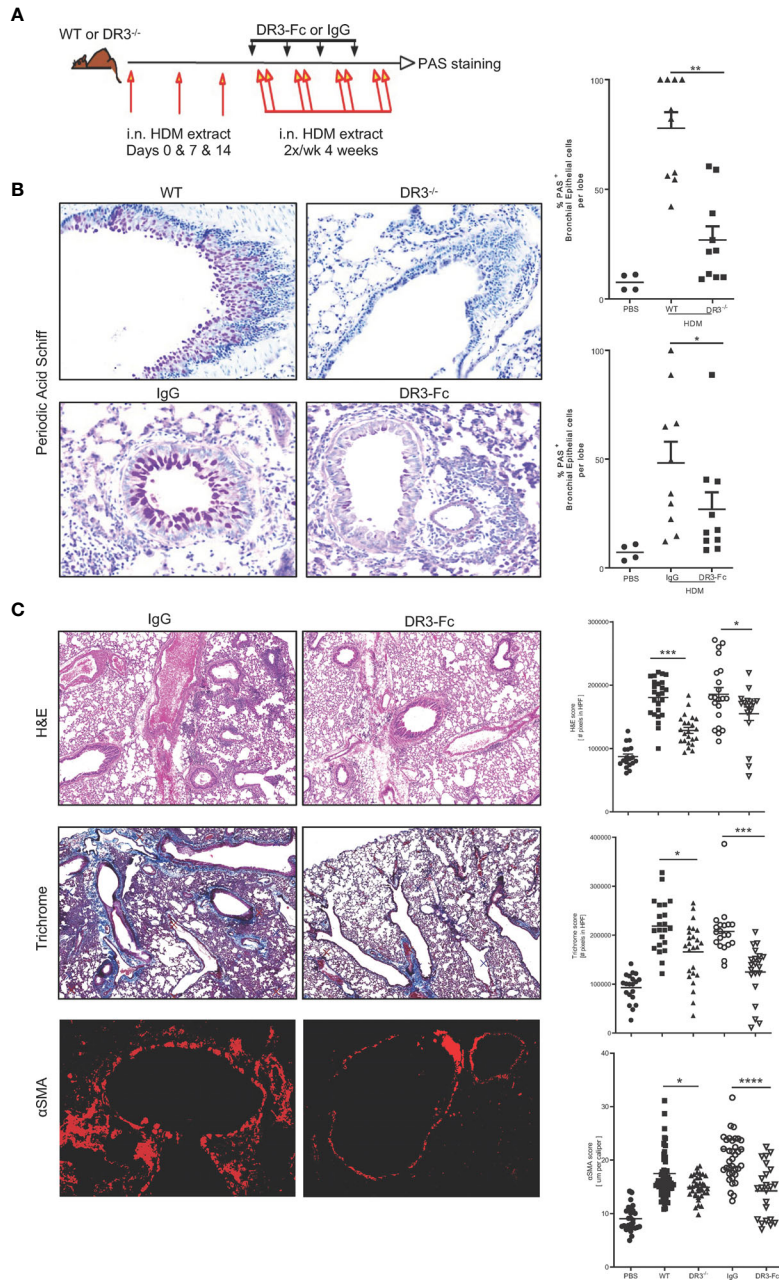 A
WT or DR3-/-
DR3-Fc or IgG
PAS staining
i.n. HDM extract
Days 0 & 7 & 14
i.n. HDM extract
2x/wk 4 weeks
**
100
50
0
% PAS +
Bronchial Epithelial cells
per lobe
PBS
WT
DR3-/-
HDM
B
WT
DR3-/-
Periodic Acid Schiff
IgG
DR3-Fc
*
100
50
0
% PAS +
Bronchial Epithelial cells
per lobe
PBS
IgG
DR3-Fc
HDM
C
IgG
DR3-Fc
H&E
Trichrome
αSMA
300000
200000
100000
0
H&E score
[ # pixels in HPF]
***
*
400000
300000
200000
100000
0
Trichrome score
[# pixels in HPF]
*
***
40
30
20
10
0
αSMA score
[ um per caliper ]
*
****
PBS
WT
DR3-/-
IgG
DR3-Fc